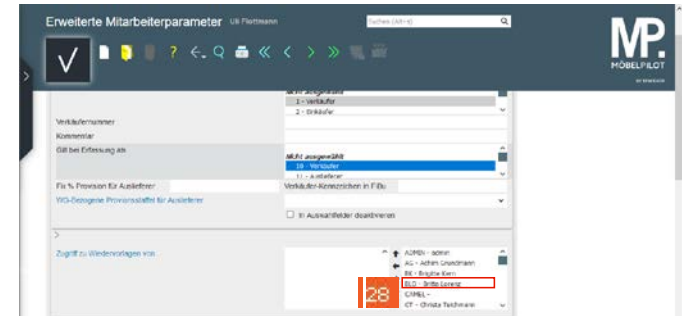 Erweiterte Mitarbeiterparameter Uli Flottmann
Suchen (Alt+s)
MP.
MÖBELPILOT
Nicht ausgewählt
1 - Verkäufer
2 - Einkäufer
Verkäufernummer
Kommentar
Gilt bei Erfassung als
Nicht ausgewählt
10 - Verkäufer
11 - Auslieferer
Fix % Provision für Auslieferer
Verkäufer-Kennzeichen in FiBu
WG-Bezogene Provisionsstaffel für Auslieferer
In Auswahlfelder deaktivieren
Zugriff zu Wiedervorlagen von...
ADMIN - admin
AG - Achim Grundmann
BK - Brigitte Kern
BLO - Britta Lorenz
28
CAMEL -
CT - Christa Teichmann